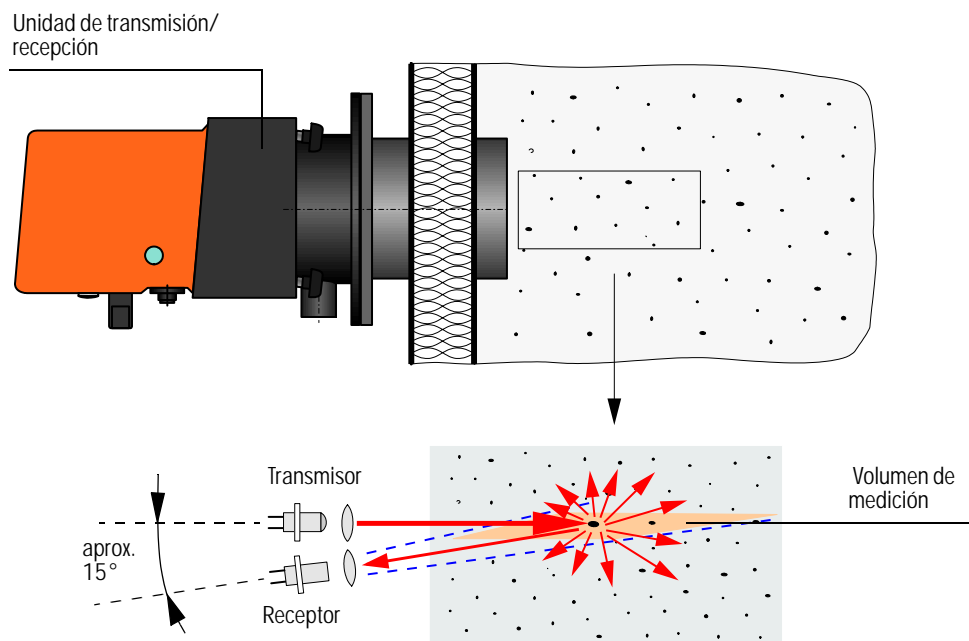 Unidad de transmisión/
recepción
Transmisor
Volumen de
medición
aprox.
15°
Receptor